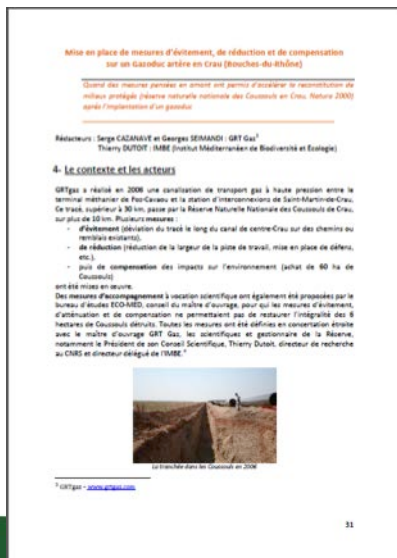 Mise en place de mesures d'évitement, de réduction et de compensation
sur un Gazoduc artère en Crau (Bouches-du-Rhône)
Quand des mesures pensées en amont ont permis d'accélérer la reconstitution de
milieux protégés (réserve naturelle nationale des Coussouls en Crau, Natura 2000)
après l'implantation d'un gazoduc
Rédacteurs : Serge CAZANAVE et Georges SEIMANDI : GRT Gaz⁵
Thierry DUTOIT : IMBE (Institut Méditerranéen de Biodiversité et Ecologie)
4- Le contexte et les acteurs
GRTgaz a réalisé en 2008 une canalisation de transport gaz à haute pression entre le
terminal méthanier de Fos-Cavaou et la station d'interconnexions de Saint-Martin-de-Crau.
Ce tracé, supérieur à 30 km, passe par la Réserve Naturelle Nationale des Coussouls de Crau,
sur plus de 10 km. Plusieurs mesures :
- d'évitement (déviation du tracé le long du canal de centre-Crau sur des chemins ou
remblais existants),
- de réduction (réduction de la largeur de la piste de travail, mise en place de défens,
etc.),
- puis de compensation des impacts sur l'environnement (achat de 60 ha de
Coussouls)
ont été mises en œuvre.
Des mesures d'accompagnement à vocation scientifique ont également été proposées par le
bureau d'études ECO-MED, conseil du maître d'ouvrage, pour qui les mesures d'évitement,
d'atténuation et de compensation ne permettaient pas de restaurer l'intégralité des 6
hectares de Coussouls détruits. Toutes les mesures ont été définies en concertation étroite
avec le maître d'ouvrage GRT Gaz, les scientifiques et gestionnaire de la Réserve,
notamment le Président de son Conseil Scientifique, Thierry Dutoit, directeur de recherche
au CNRS et directeur délégué de l'IMBE.
La tranchée dans les Coussouls en 2008
⁵ GRTgaz – www.grtgaz.com
31